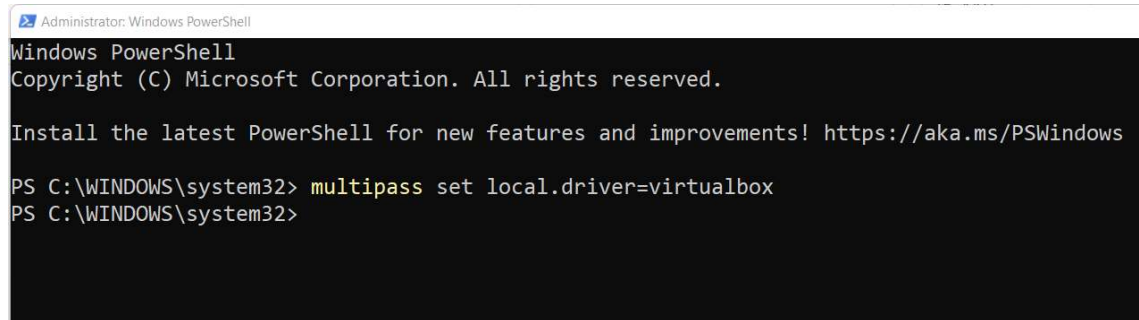 Administrator: Windows PowerShell
Windows PowerShell
Copyright (C) Microsoft Corporation. All rights reserved.
Install the latest PowerShell for new features and improvements! https://aka.ms/PSWindows
PS C:\WINDOWS\system32> multipass set local.driver=virtualbox
PS C:\WINDOWS\system32>